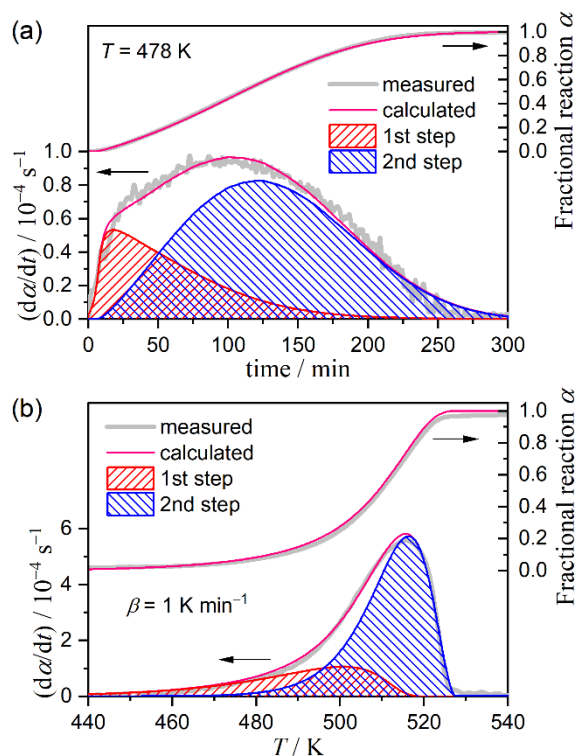 (a)
T = 478 K
measured
calculated
1st step
2nd step
1.0
0.8
0.6
0.4
0.2
0.0
Fractional reaction α
1.0
0.8
0.6
0.4
0.2
0.0
(dα/dt) / 10⁻⁴ s⁻¹
0 50 100 150 200 250 300
time / min
(b)
measured
calculated
1st step
2nd step
β = 1 K min⁻¹
1.0
0.8
0.6
0.4
0.2
0.0
Fractional reaction α
6
4
2
0
(dα/dt) / 10⁻⁴ s⁻¹
440 460 480 500 520 540
T / K